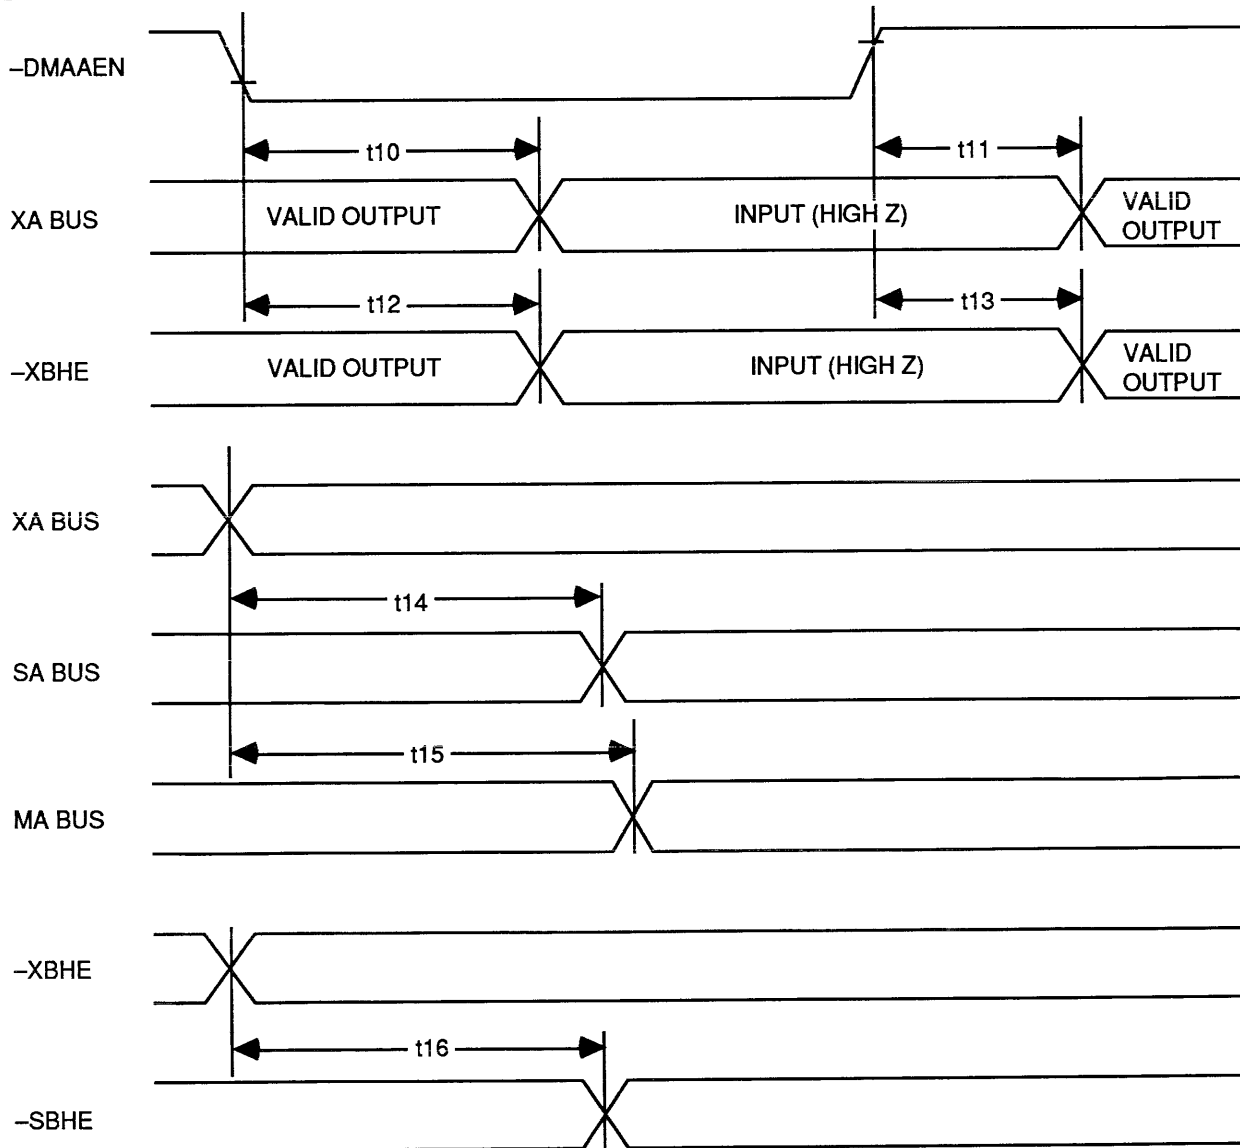 –DMAAEN
t10
t11
XA BUS
VALID OUTPUT
INPUT (HIGH Z)
VALID
OUTPUT
t12
t13
–XBHE
VALID OUTPUT
INPUT (HIGH Z)
VALID
OUTPUT
XA BUS
t14
SA BUS
t15
MA BUS
–XBHE
t16
–SBHE